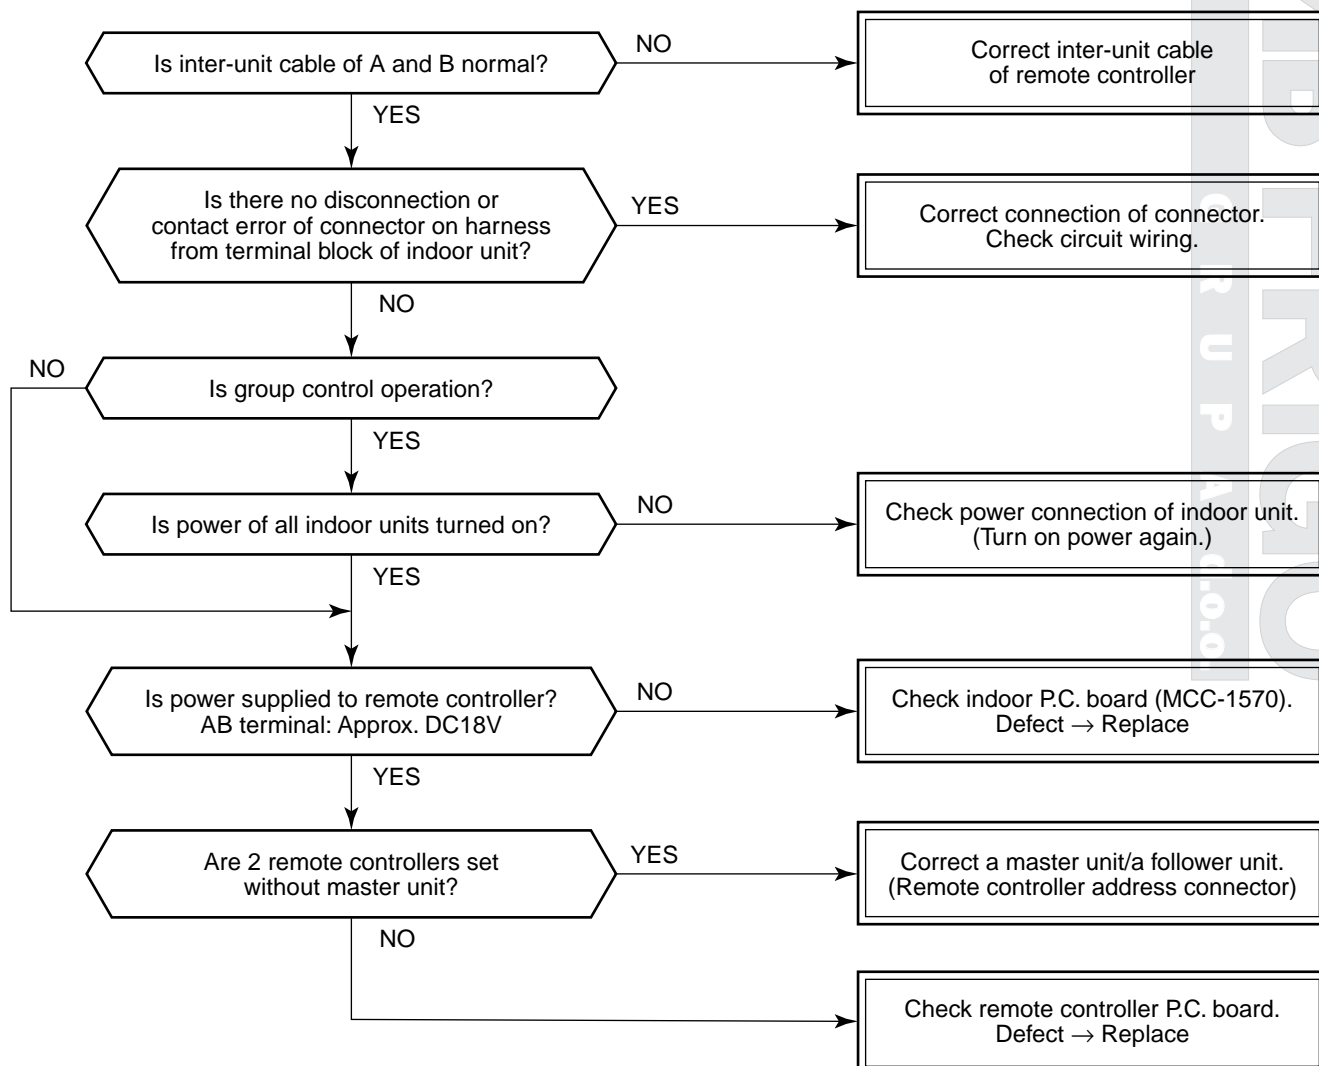 Is inter-unit cable of A and B normal?
NO
Correct inter-unit cable
of remote controller
YES
Is there no disconnection or
contact error of connector on harness
from terminal block of indoor unit?
YES
Correct connection of connector.
Check circuit wiring.
NO
NO
Is group control operation?
YES
Is power of all indoor units turned on?
NO
Check power connection of indoor unit.
(Turn on power again.)
YES
Is power supplied to remote controller?
AB terminal: Approx. DC18V
NO
Check indoor P.C. board (MCC-1570).
Defect → Replace
YES
Are 2 remote controllers set
without master unit?
YES
Correct a master unit/a follower unit.
(Remote controller address connector)
NO
Check remote controller P.C. board.
Defect → Replace
G R U P A d.o.o.